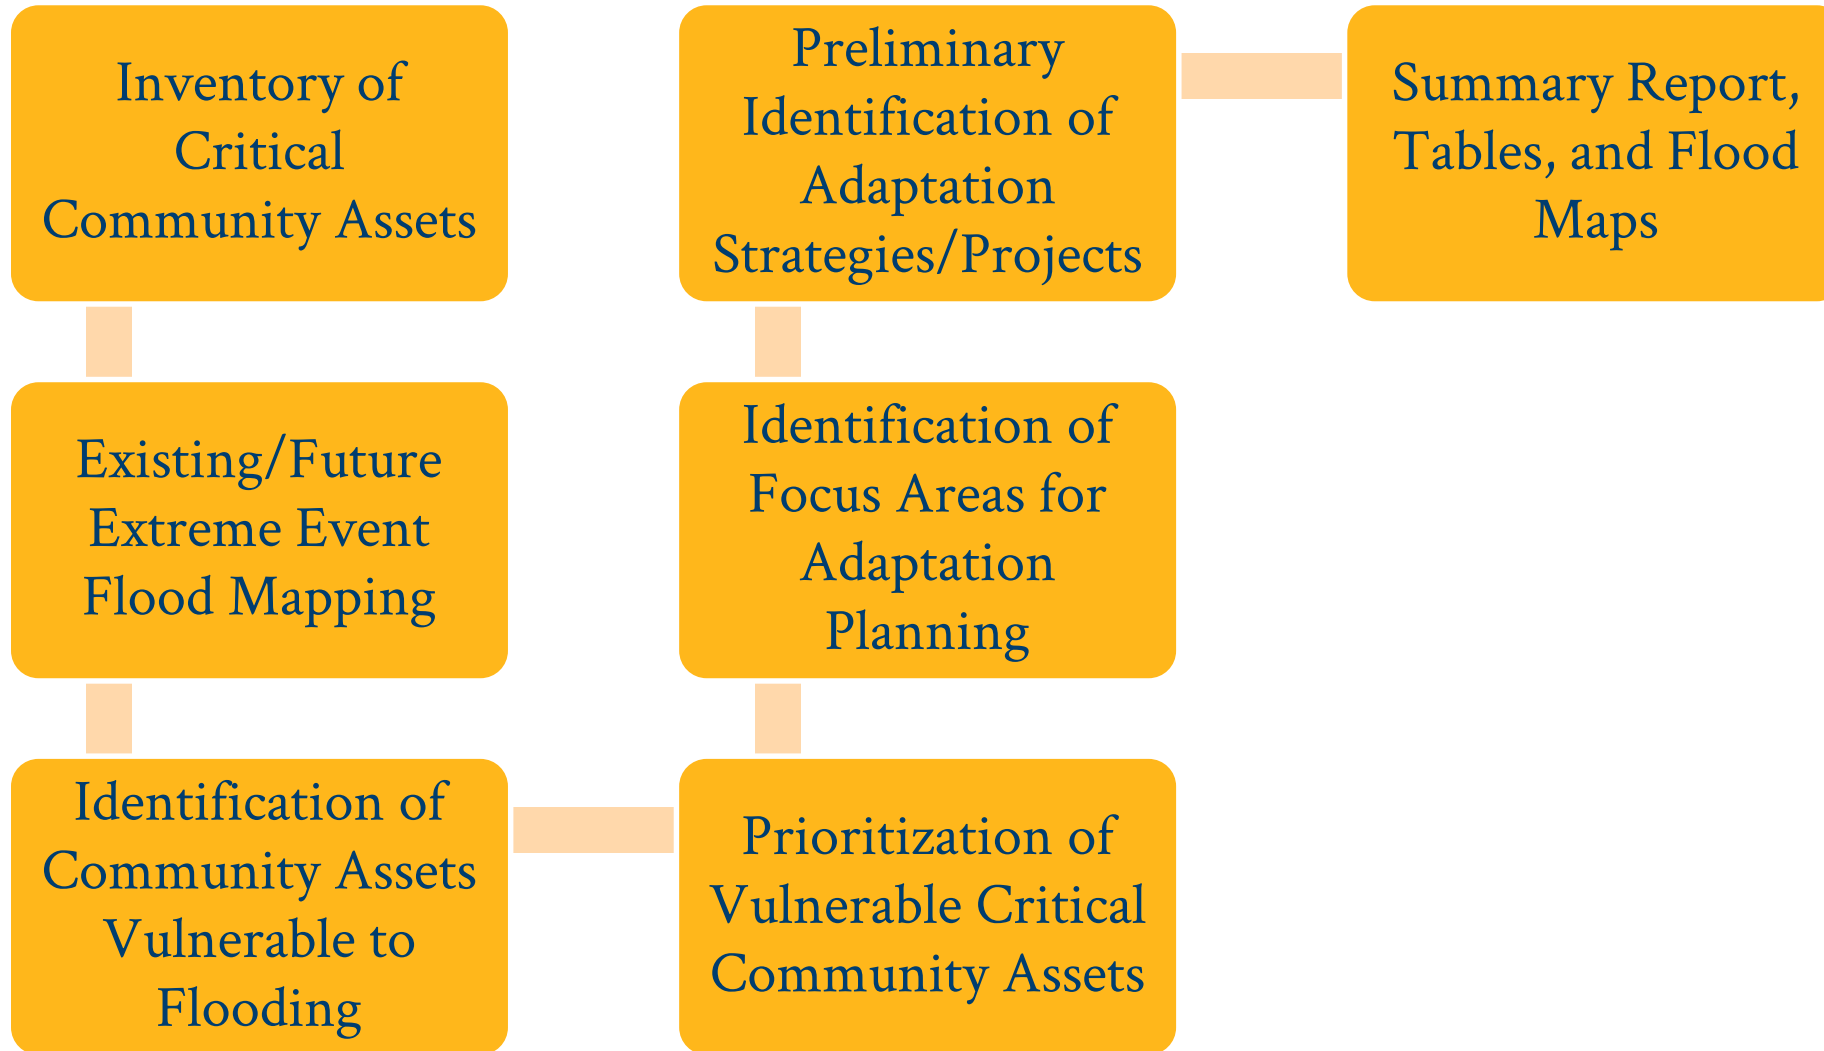 Inventory of
Critical
Community Assets
Existing/Future
Extreme Event
Flood Mapping
Identification of
Community Assets
Vulnerable to
Flooding
Prioritization of
Vulnerable Critical
Community Assets
Identification of
Focus Areas for
Adaptation
Planning
Preliminary
Identification of
Adaptation
Strategies/Projects
Summary Report,
Tables, and Flood
Maps